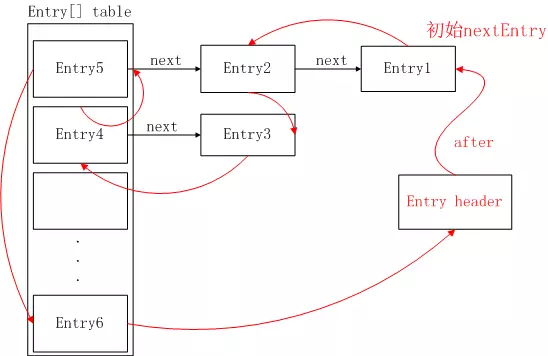 Entry[] table
初始nextEntry
Entry5
next
Entry2
next
Entry1
Entry4
next
Entry3
after
Entry header
.
.
.
Entry6